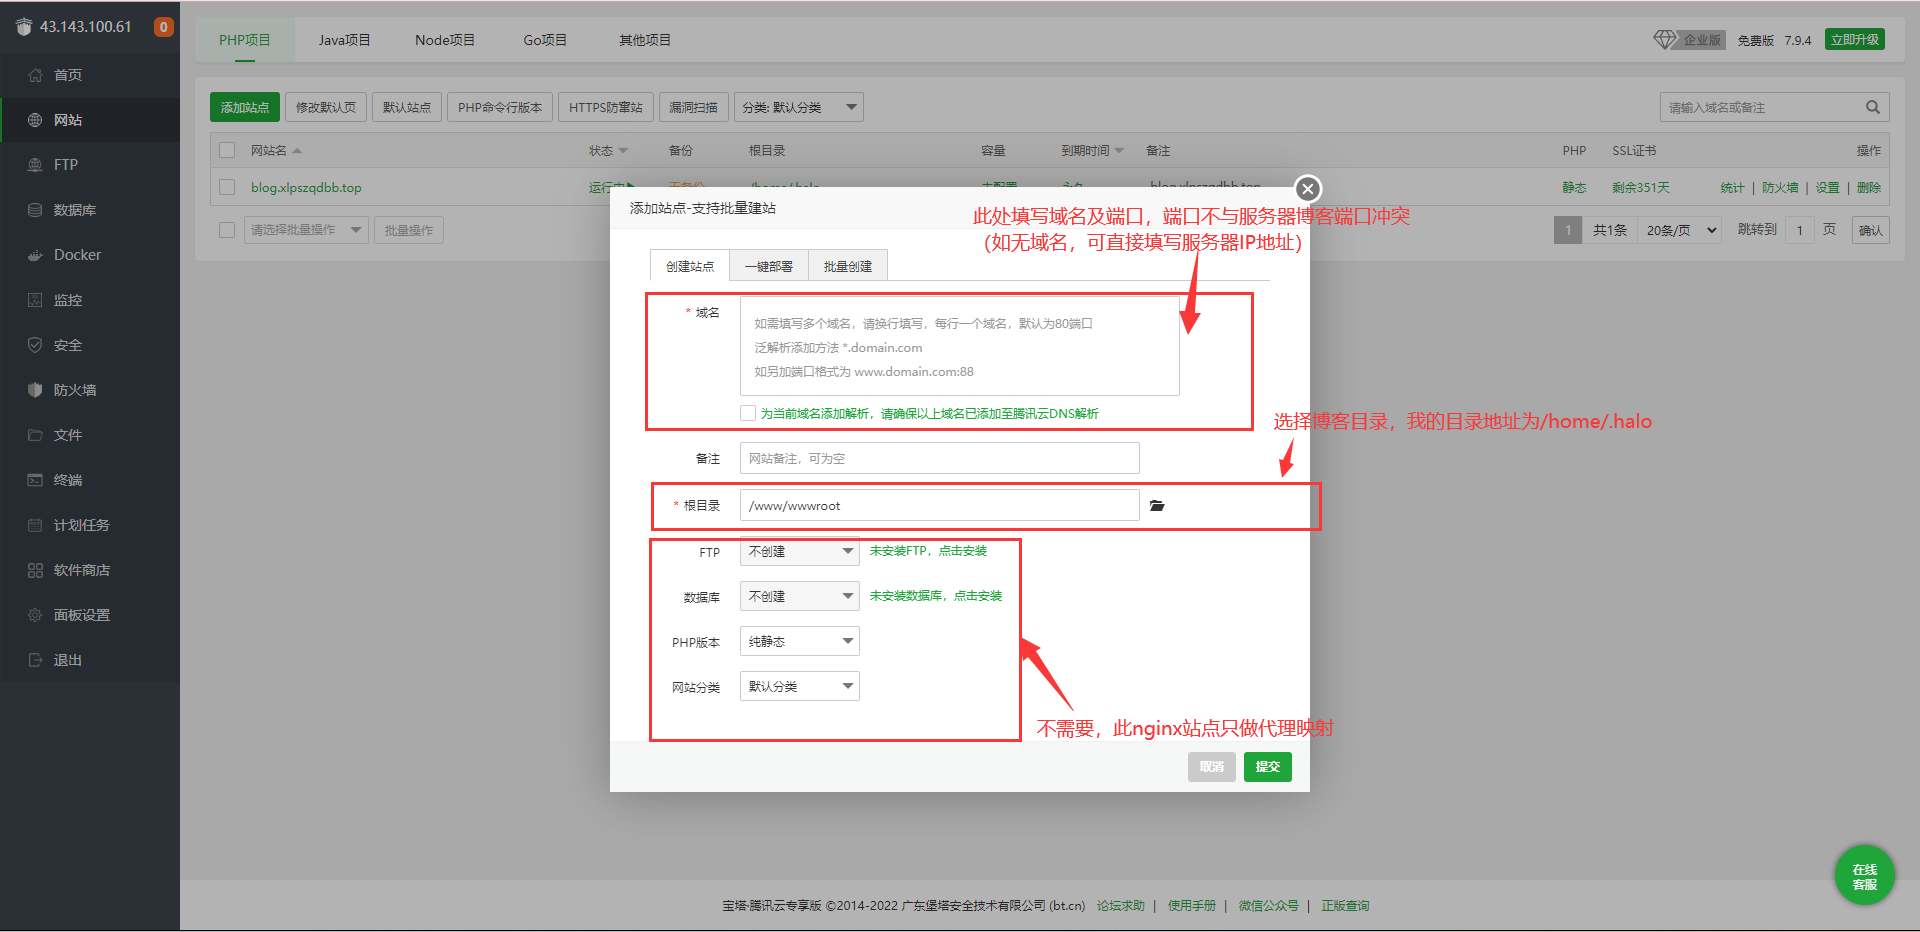 43.143.100.61
0
首页
网站
FTP
数据库
Docker
监控
安全
防火墙
文件
终端
计划任务
软件商店
面板设置
退出
PHP项目
Java项目
Node项目
Go项目
其他项目
企业版
免费版
7.9.4
立即升级
添加站点
修改默认页
默认站点
PHP命令行版本
HTTPS防窜站
漏洞扫描
分类: 默认分类
请输入域名或备注
网站名
状态
备份
根目录
容量
到期时间
备注
PHP
SSL证书
操作
blog.xlpszqdbb.top
运行中
/home/.halo
未配置
blog.xlpszqdbb.top
静态
剩余351天
统计 | 防火墙 | 设置 | 删除
请选择批量操作
批量操作
1
共1条
20条/页
跳转到
1
页
确认
添加站点-支持批量建站
此处填写域名及端口，端口不与服务器博客端口冲突
(如无域名，可直接填写服务器IP地址)
创建站点
一键部署
批量创建
* 域名
如需填写多个域名，请换行填写，每行一个域名，默认为80端口
泛解析添加方法 *.domain.com
如另加端口格式为 www.domain.com:88
为当前域名添加解析，请确保以上域名已添加至腾讯云DNS解析
选择博客目录，我的目录地址为/home/.halo
备注
网站备注，可为空
* 根目录
/www/wwwroot
FTP
不创建
未安装FTP，点击安装
数据库
不创建
未安装数据库，点击安装
PHP版本
纯静态
网站分类
默认分类
不需要，此nginx站点只做代理映射
取消
提交
在线
客服
宝塔·腾讯云专享版 ©2014-2022 广东堡塔安全技术有限公司 (bt.cn)
论坛求助 | 使用手册 | 微信公众号 | 正版查询